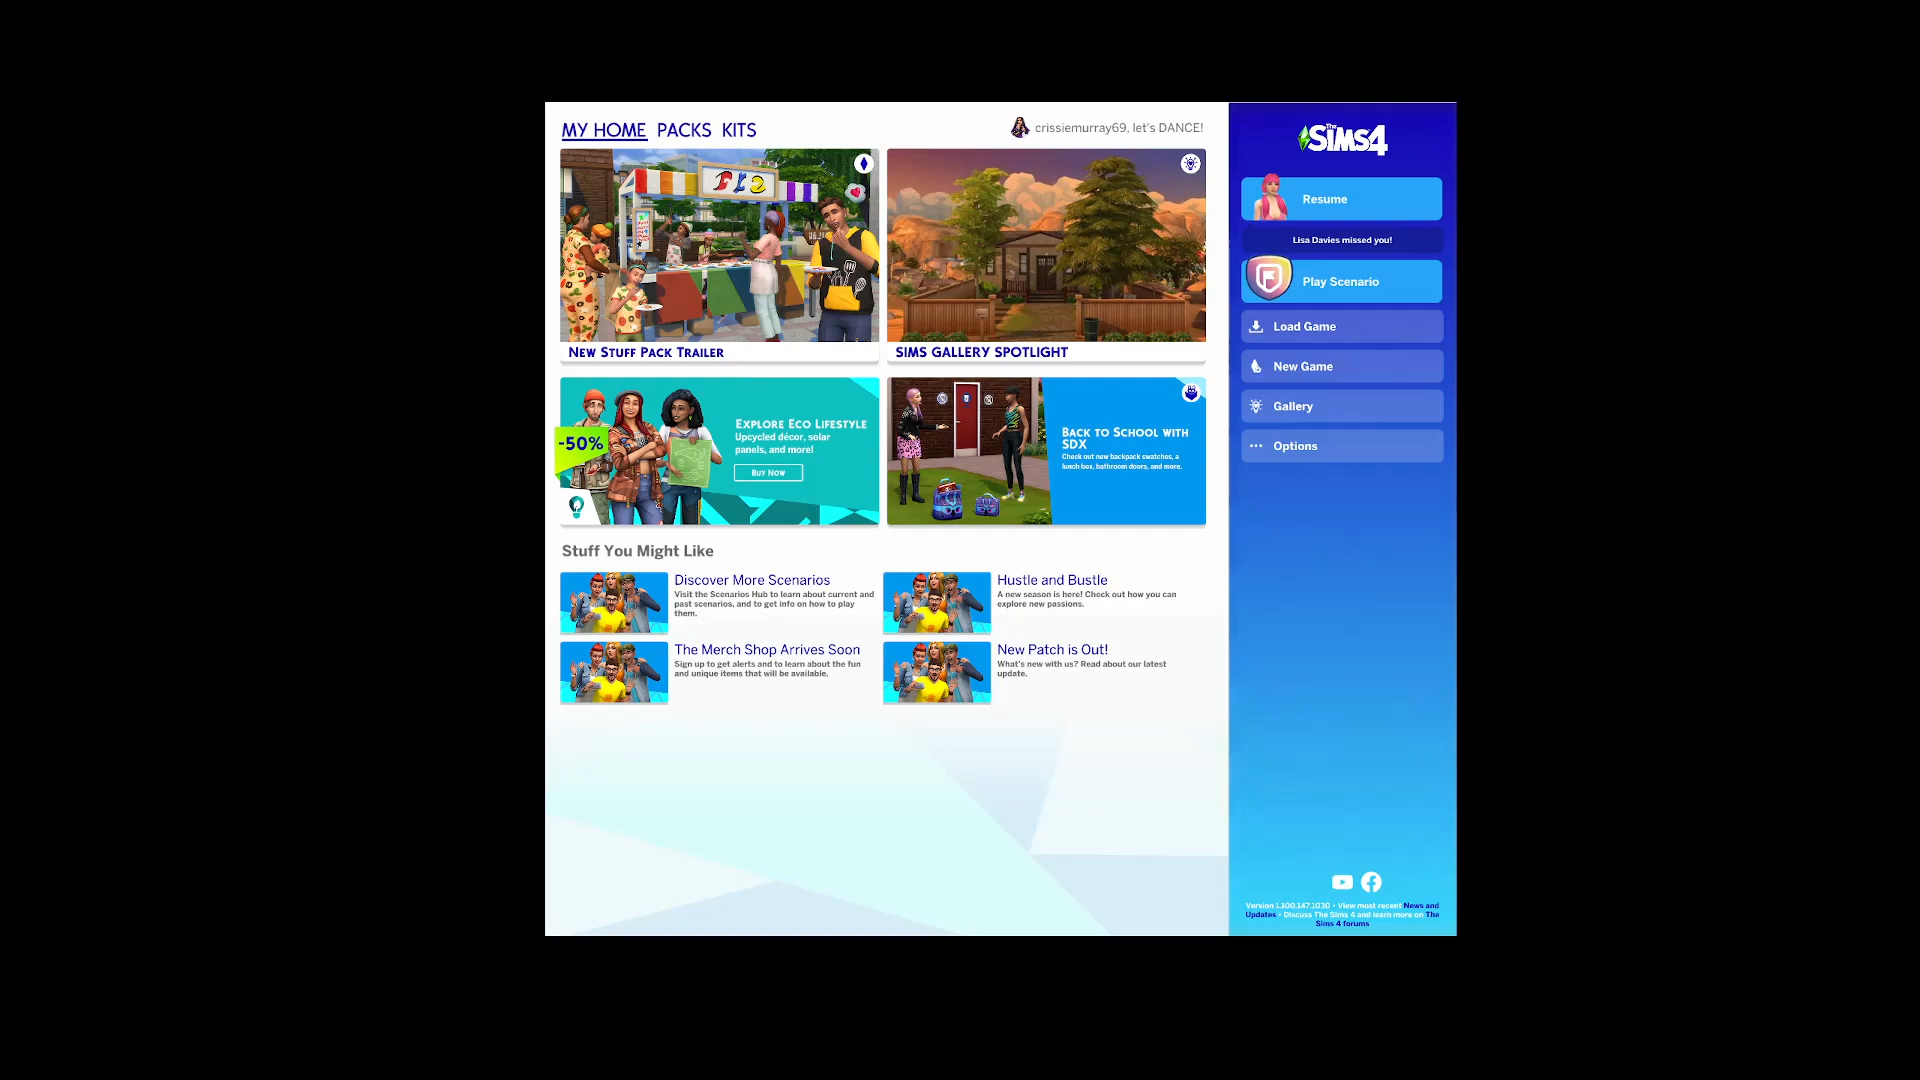 MY HOME PACKS KITS
crissiemurray69, let's DANCE!
NEW STUFF PACK TRAILER
SIMS GALLERY SPOTLIGHT
-50%
EXPLORE ECO LIFESTYLE
Upcycled décor, solar
panels, and more!
BUY NOW
BACK TO SCHOOL WITH
SDX
Check out new backpack swatches, a
lunch box, bathroom doors, and more.
Stuff You Might Like
Discover More Scenarios
Visit the Scenarios Hub to learn about current and
past scenarios, and to get info on how to play
them.
Hustle and Bustle
A new season is here! Check out how you can
explore new passions.
The Merch Shop Arrives Soon
Sign up to get alerts and to learn about the fun
and unique items that will be available.
New Patch is Out!
What's new with us? Read about our latest
update.
The SiMS4
Resume
Lisa Davies missed you!
Play Scenario
Load Game
New Game
Gallery
Options
Version 1.100.147.1030 • View most recent News and
Updates • Discuss The Sims 4 and learn more on The
Sims 4 forums